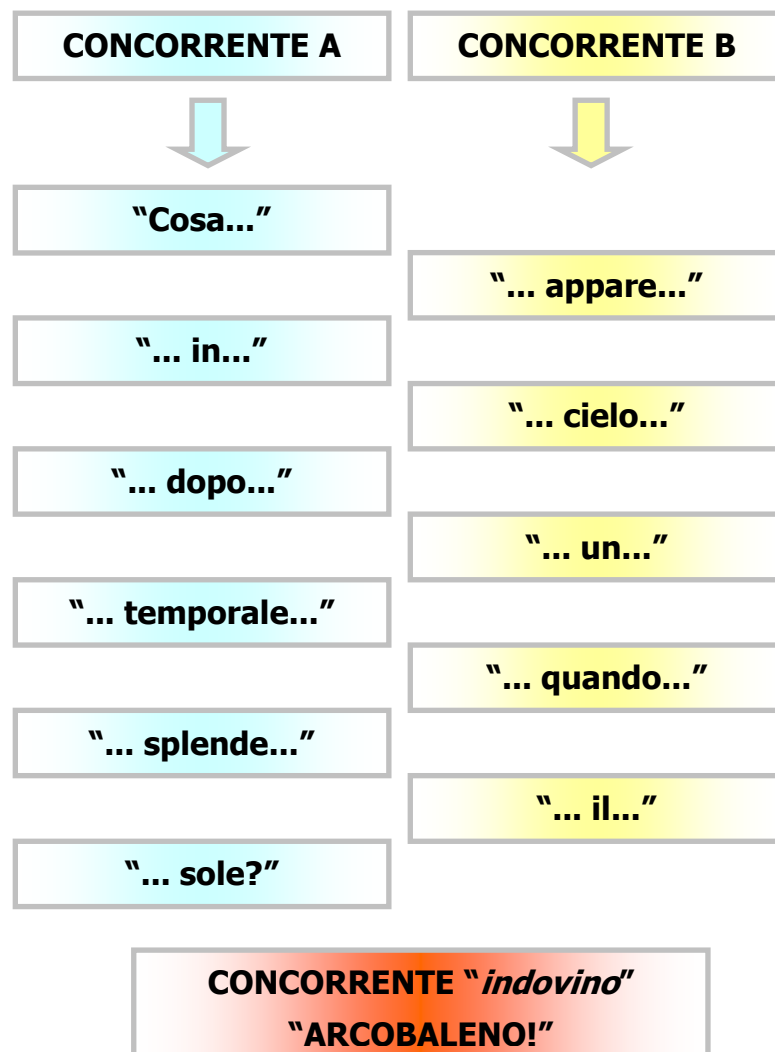 CONCORRENTE A
CONCORRENTE B
“Cosa...”
“... appare...”
“... in...”
“... cielo...”
“... dopo...”
“... un...”
“... temporale...”
“... quando...”
“... splende...”
“... il...”
“... sole?”
CONCORRENTE “indovino”
“ARCOBALENO!”